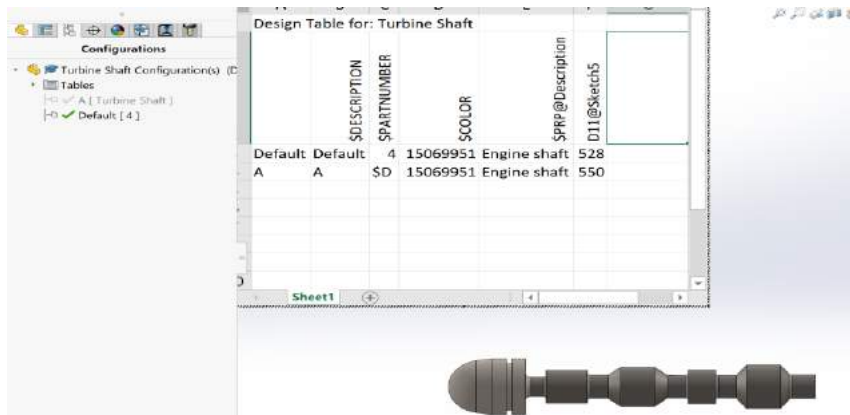 Configurations
Turbine Shaft Configuration(s) (D
Tables
A [ Turbine Shaft ]
Default [ 4 ]
Design Table for: Turbine Shaft
$DESCRIPTION $PARTNUMBER $COLOR $PRP@Description D11@Sketch5
Default Default 4 15069951 Engine shaft 528
A A $D 15069951 Engine shaft 550
Sheet1